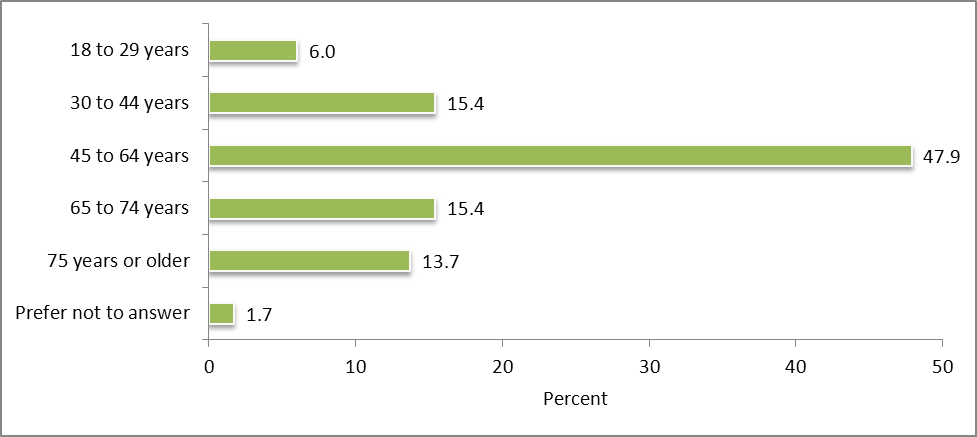 18 to 29 years 6.0
30 to 44 years 15.4
45 to 64 years 47.9
65 to 74 years 15.4
75 years or older 13.7
Prefer not to answer 1.7
0 10 20 30 40 50
Percent